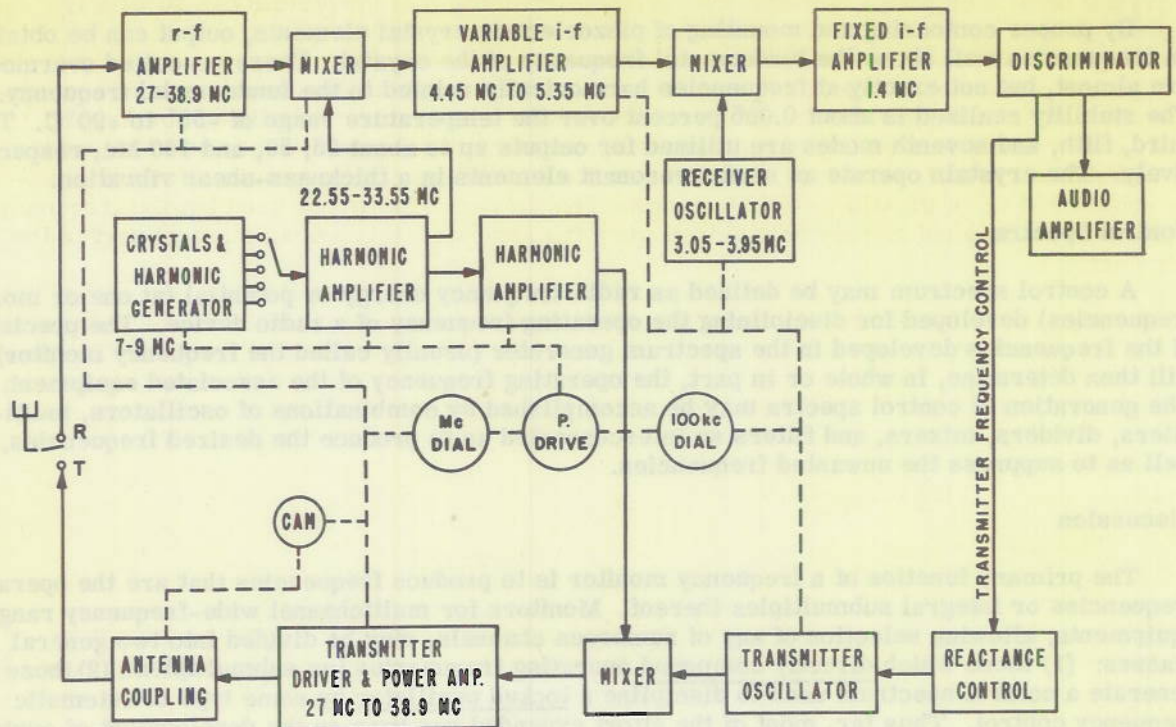 r-f
AMPLIFIER
27-38.9 MC
MIXER
VARIABLE i-f
AMPLIFIER
4.45 MC TO 5.35 MC
MIXER
FIXED i-f
AMPLIFIER
1.4 MC
DISCRIMINATOR
22.55-33.55 MC
RECEIVER
OSCILLATOR
3.05-3.95 MC
AUDIO
AMPLIFIER
CRYSTALS &
HARMONIC
GENERATOR
7-9 MC
HARMONIC
AMPLIFIER
HARMONIC
AMPLIFIER
TRANSMITTER FREQUENCY CONTROL
R
T
Mc
DIAL
P.
DRIVE
100kc
DIAL
CAM
ANTENNA
COUPLING
TRANSMITTER
DRIVER & POWER AMP.
27 MC TO 38.9 MC
MIXER
TRANSMITTER
OSCILLATOR
REACTANCE
CONTROL